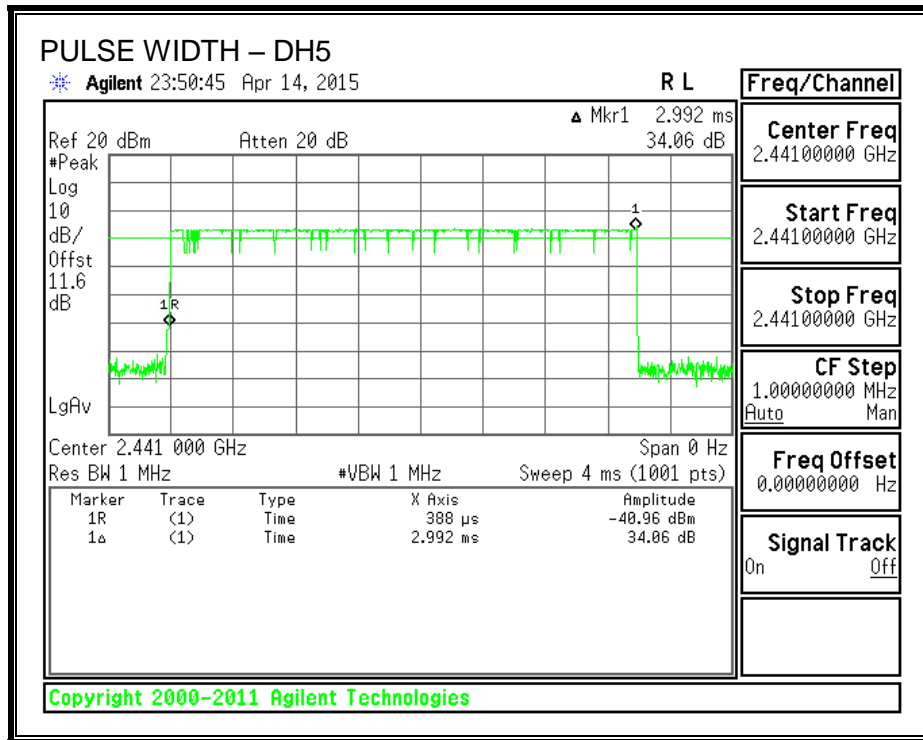 PULSE WIDTH – DH5
Agilent 23:50:45 Apr 14, 2015 R L
Freq/Channel
Δ Mkr1 2.992 ms
Ref 20 dBm Atten 20 dB 34.06 dB
#Peak
Log
10
dB/
Offst
11.6
dB
1R
1
LgAv
Center 2.441 000 GHz Span 0 Hz
Res BW 1 MHz #VBW 1 MHz Sweep 4 ms (1001 pts)
Marker Trace Type X Axis Amplitude
1R (1) Time 388 µs -40.96 dBm
1Δ (1) Time 2.992 ms 34.06 dB
Center Freq
2.44100000 GHz
Start Freq
2.44100000 GHz
Stop Freq
2.44100000 GHz
CF Step
1.00000000 MHz
Auto Man
Freq Offset
0.00000000 Hz
Signal Track
On Off
Copyright 2000-2011 Agilent Technologies